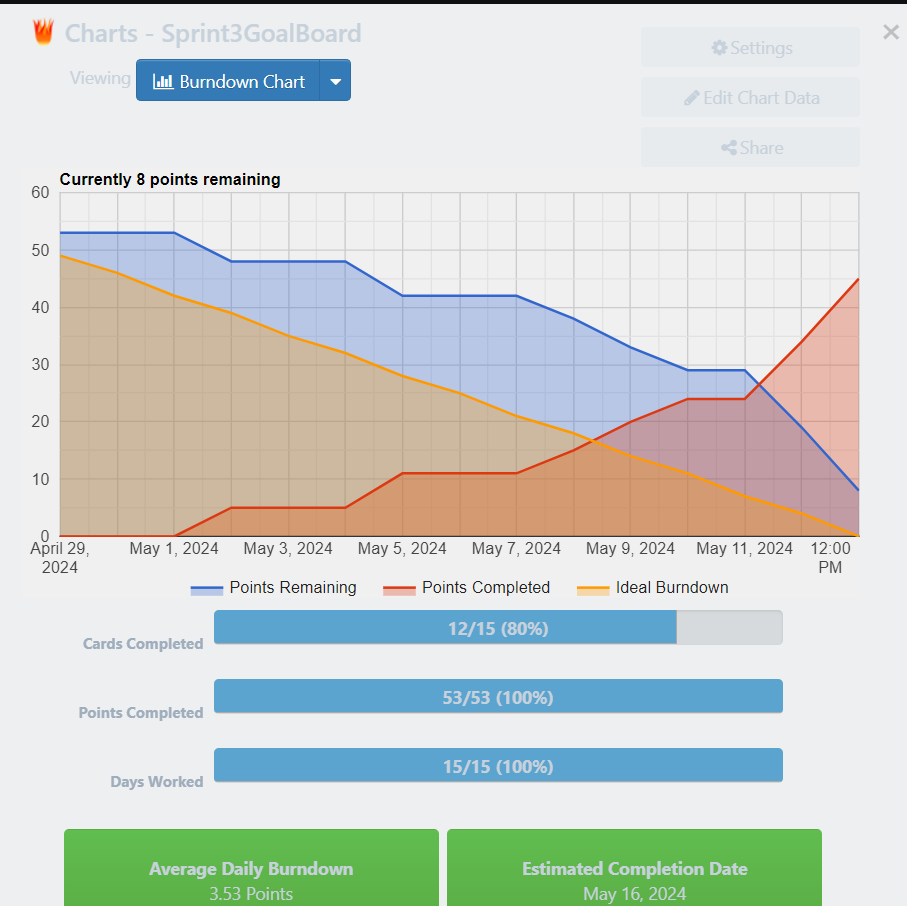 Charts - Sprint3GoalBoard
Settings
Viewing Burndown Chart
Edit Chart Data
Share
Currently 8 points remaining
60
50
40
30
20
10
0
April 29, 2024
May 1, 2024
May 3, 2024
May 5, 2024
May 7, 2024
May 9, 2024
May 11, 2024
12:00 PM
Points Remaining
Points Completed
Ideal Burndown
Cards Completed
12/15 (80%)
Points Completed
53/53 (100%)
Days Worked
15/15 (100%)
Average Daily Burndown
3.53 Points
Estimated Completion Date
May 16, 2024